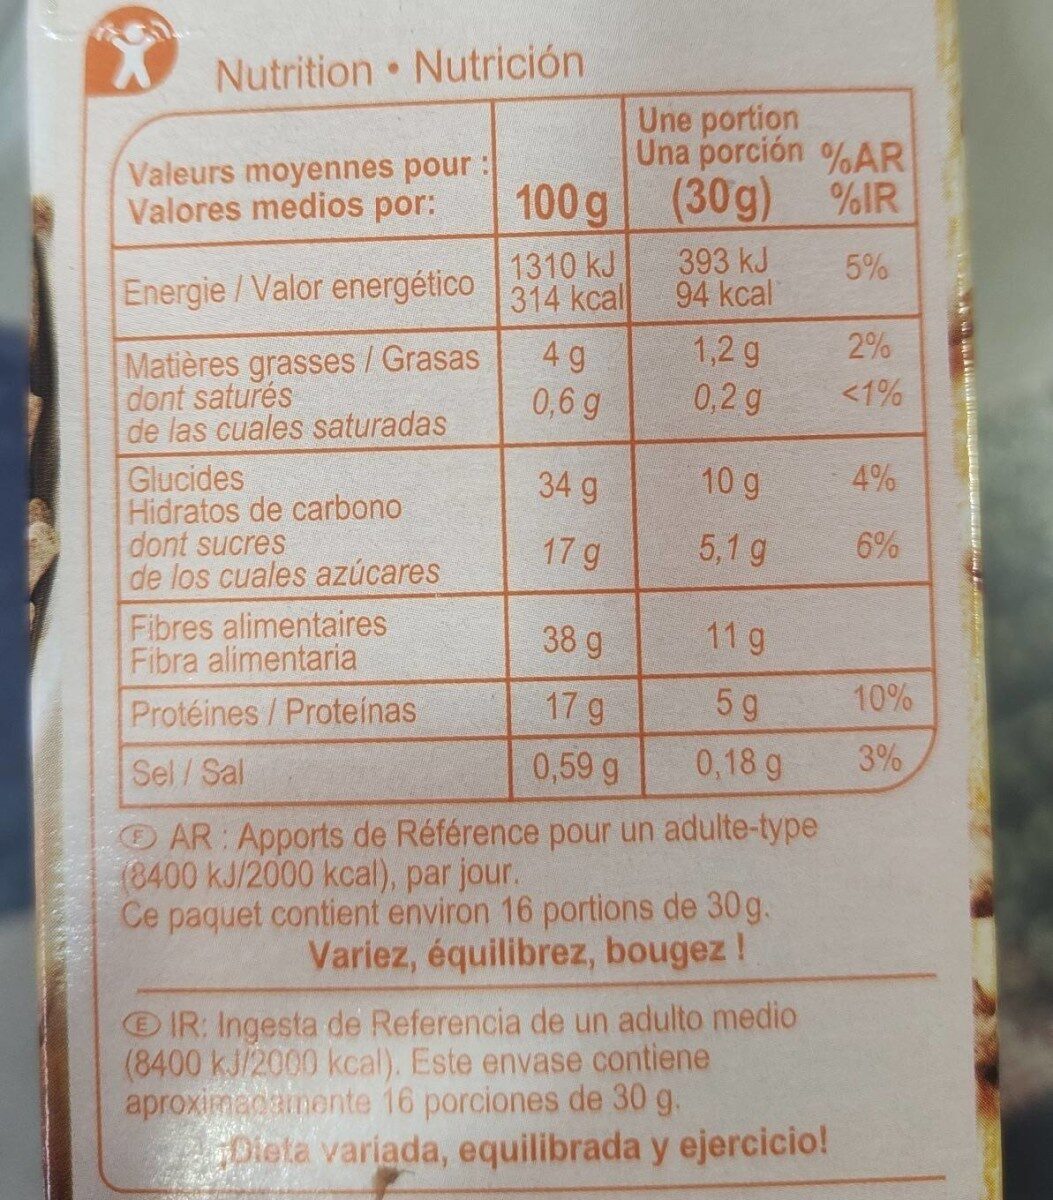 Nutrition • Nutrición
Une portion
Valeurs moyennes pour : Una porción %AR
Valores medios por: 100 g (30 g) %IR
Energie / Valor energético 1310 kJ 393 kJ 5%
314 kcal 94 kcal
Matières grasses / Grasas 4 g 1,2 g 2%
dont saturés 0,6 g 0,2 g <1%
de las cuales saturadas
Glucides 34 g 10 g 4%
Hidratos de carbono
dont sucres 17 g 5,1 g 6%
de los cuales azúcares
Fibres alimentaires 38 g 11 g
Fibra alimentaria
Protéines / Proteínas 17 g 5 g 10%
Sel / Sal 0,59 g 0,18 g 3%
Ⓕ AR : Apports de Référence pour un adulte-type
(8400 kJ/2000 kcal), par jour.
Ce paquet contient environ 16 portions de 30 g.
Variez, équilibrez, bougez !
Ⓔ IR: Ingesta de Referencia de un adulto medio
(8400 kJ/2000 kcal). Este envase contiene
aproximadamente 16 porciones de 30 g.
¡Dieta variada, equilibrada y ejercicio!